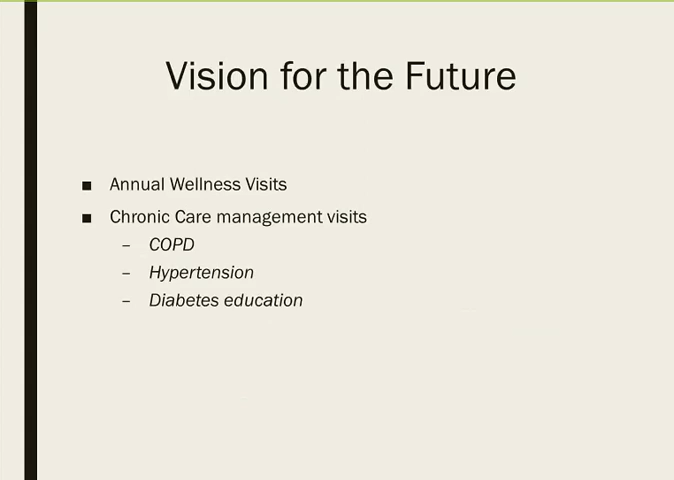 Vision for the Future
■ Annual Wellness Visits
■ Chronic Care management visits
– COPD
– Hypertension
– Diabetes education